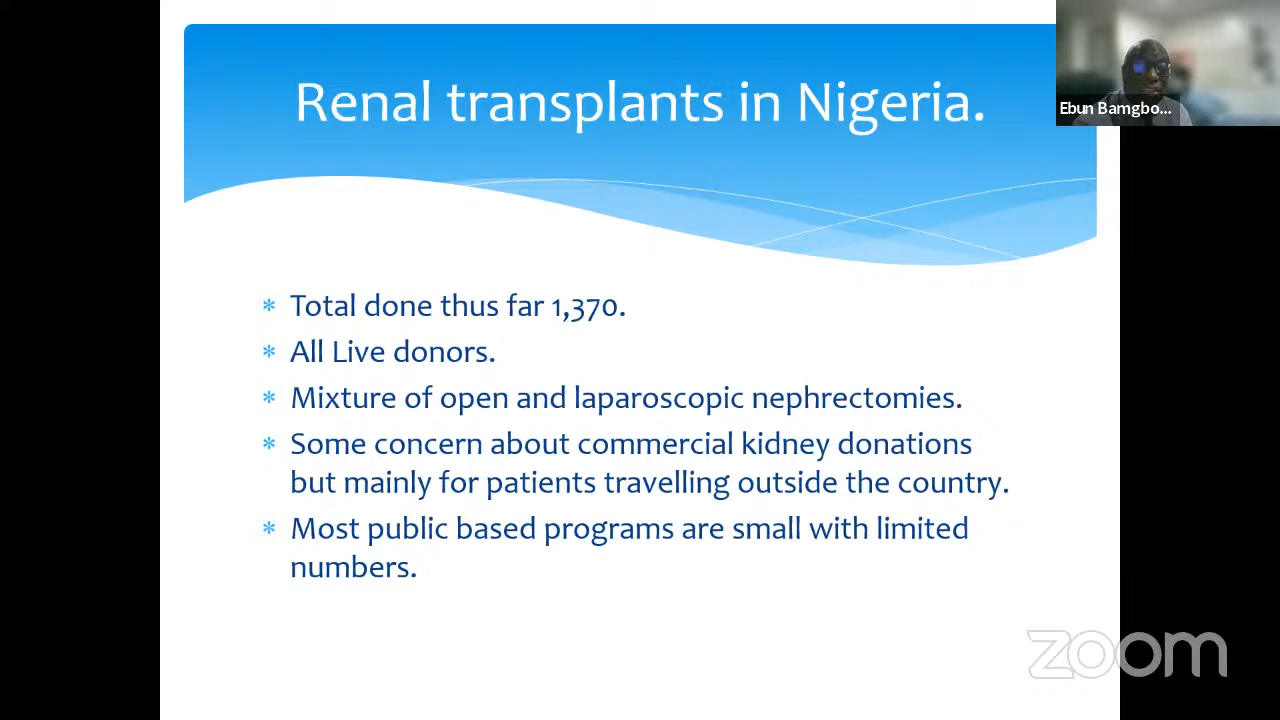 Renal transplants in Nigeria.
Ebun Bamgbo...
* Total done thus far 1,370.
* All Live donors.
* Mixture of open and laparoscopic nephrectomies.
* Some concern about commercial kidney donations
but mainly for patients travelling outside the country.
* Most public based programs are small with limited
numbers.
zoom